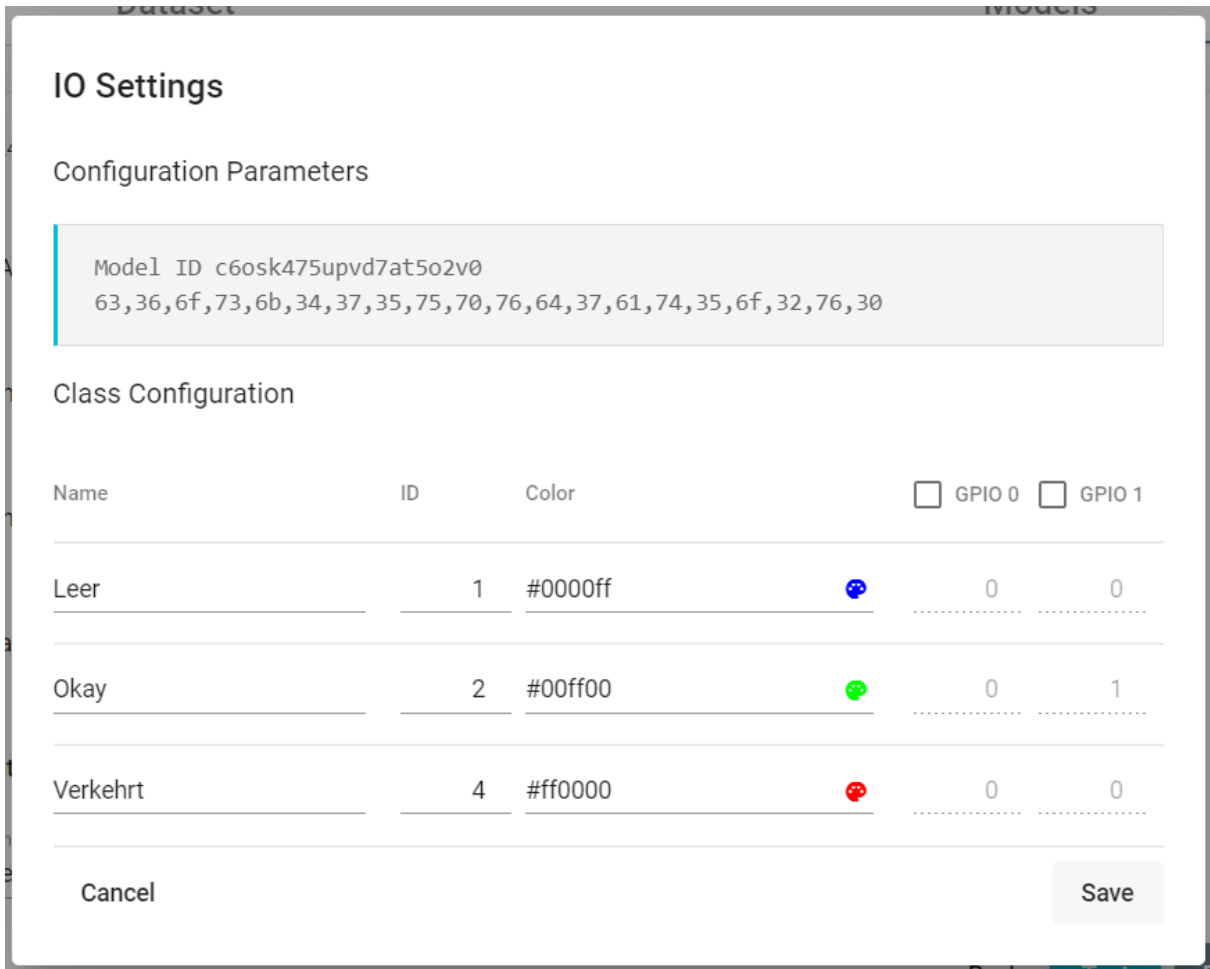 Dataset Models
IO Settings
Configuration Parameters
Model ID c6osk475upvd7at5o2v0
63,36,6f,73,6b,34,37,35,75,70,76,64,37,61,74,35,6f,32,76,30
Class Configuration
Name ID Color GPIO 0 GPIO 1
Leer 1 #0000ff 0 0
Okay 2 #00ff00 0 1
Verkehrt 4 #ff0000 0 0
Cancel Save